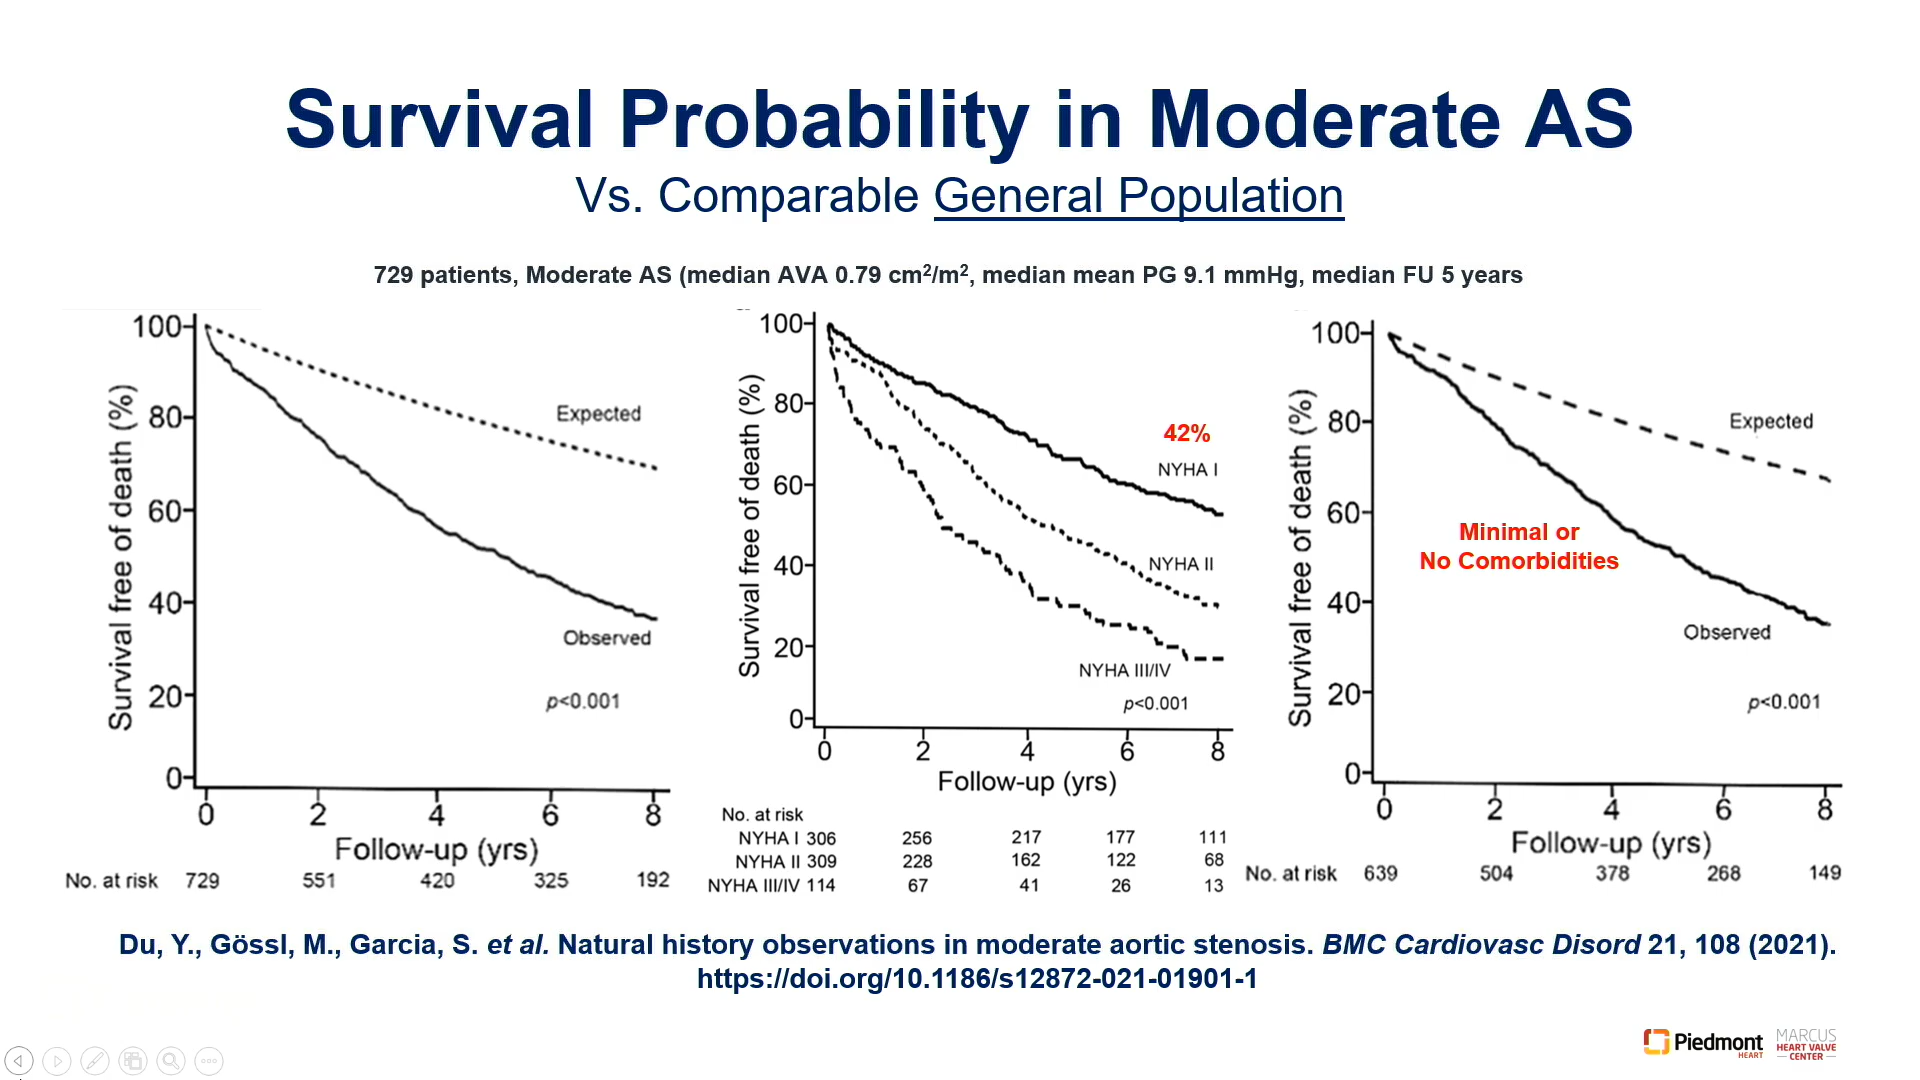 Survival Probability in Moderate AS
Vs. Comparable General Population
729 patients, Moderate AS (median AVA 0.79 cm²/m², median mean PG 9.1 mmHg, median FU 5 years
Survival free of death (%)
100
80
60
40
20
0
Expected
Observed
p<0.001
0 2 4 6 8
Follow-up (yrs)
No. at risk 729 551 420 325 192
Survival free of death (%)
100
80
60
40
20
0
42%
NYHA I
NYHA II
NYHA III/IV
p<0.001
0 2 4 6 8
Follow-up (yrs)
No. at risk
NYHA I 306 256 217 177 111
NYHA II 309 228 162 122 68
NYHA III/IV 114 67 41 26 13
Survival free of death (%)
100
80
60
40
20
0
Expected
Minimal or
No Comorbidities
Observed
p<0.001
0 2 4 6 8
Follow-up (yrs)
No. at risk 639 504 378 268 149
Du, Y., Gössl, M., Garcia, S. et al. Natural history observations in moderate aortic stenosis. BMC Cardiovasc Disord 21, 108 (2021).
https://doi.org/10.1186/s12872-021-01901-1
Piedmont
HEART
MARCUS
HEART VALVE
CENTER